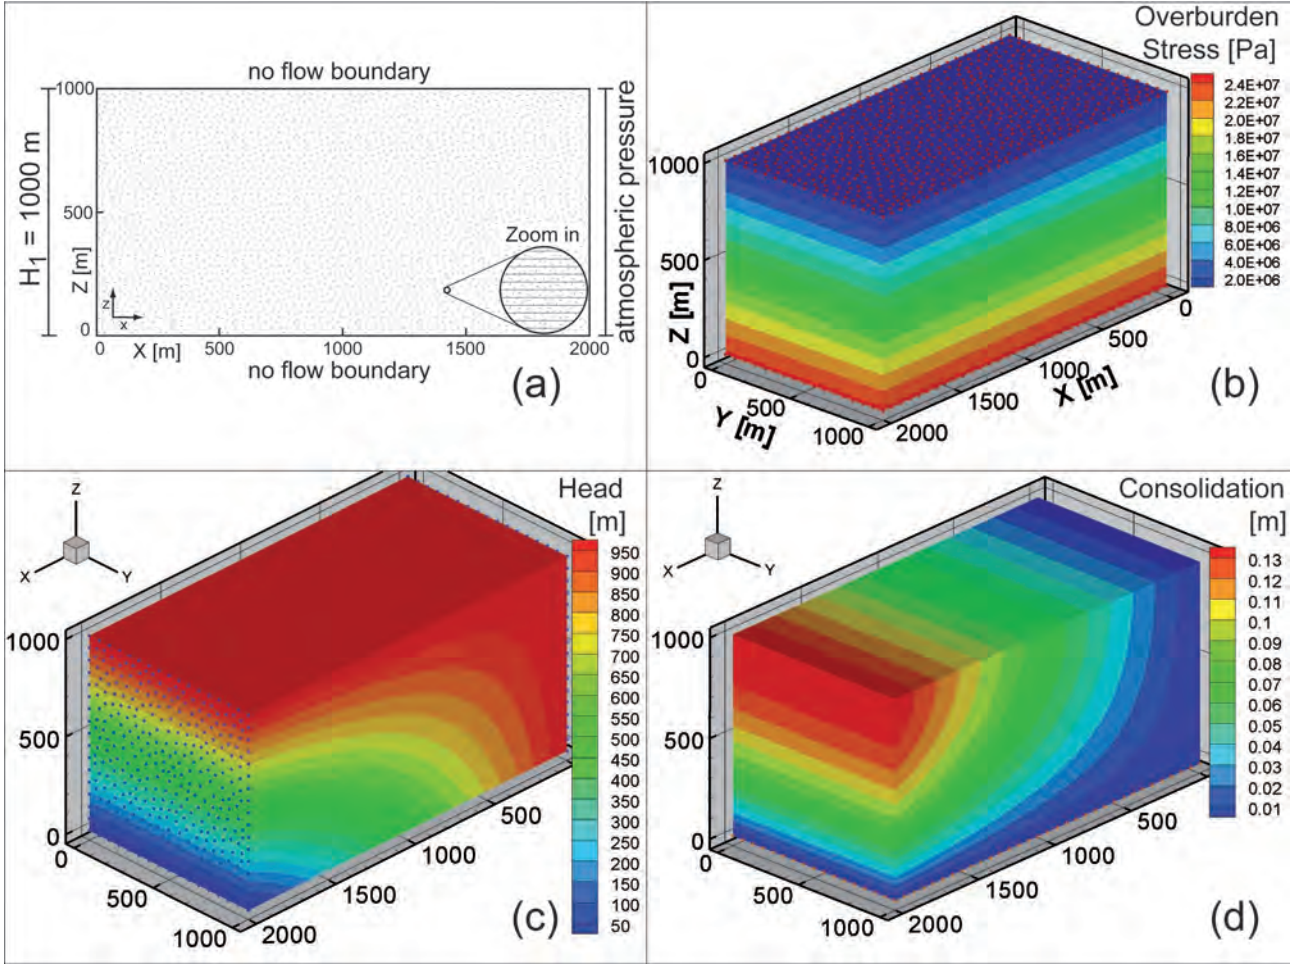 no flow boundary
1000
500
0
Z [m]
H1 = 1000 m
atmospheric pressure
Zoom in
z
x
0
X [m]
500
1000
1500
2000
no flow boundary
(a)
Overburden
Stress [Pa]
2.4E+07
2.2E+07
2.0E+07
1.8E+07
1.6E+07
1.4E+07
1.2E+07
1.0E+07
8.0E+06
6.0E+06
4.0E+06
2.0E+06
1000
500
0
Z [m]
0
500
1000
Y [m]
2000
1500
1000
500
0
X [m]
(b)
Z
X
Y
Head
[m]
950
900
800
750
700
650
600
550
500
450
400
350
300
250
200
150
100
50
1000
500
0
0
500
1000
2000
1500
1000
500
(c)
Z
X
Y
Consolidation
[m]
0.13
0.12
0.11
0.1
0.09
0.08
0.07
0.06
0.05
0.04
0.03
0.02
0.01
1000
500
0
0
500
1000
2000
1500
1000
500
(d)